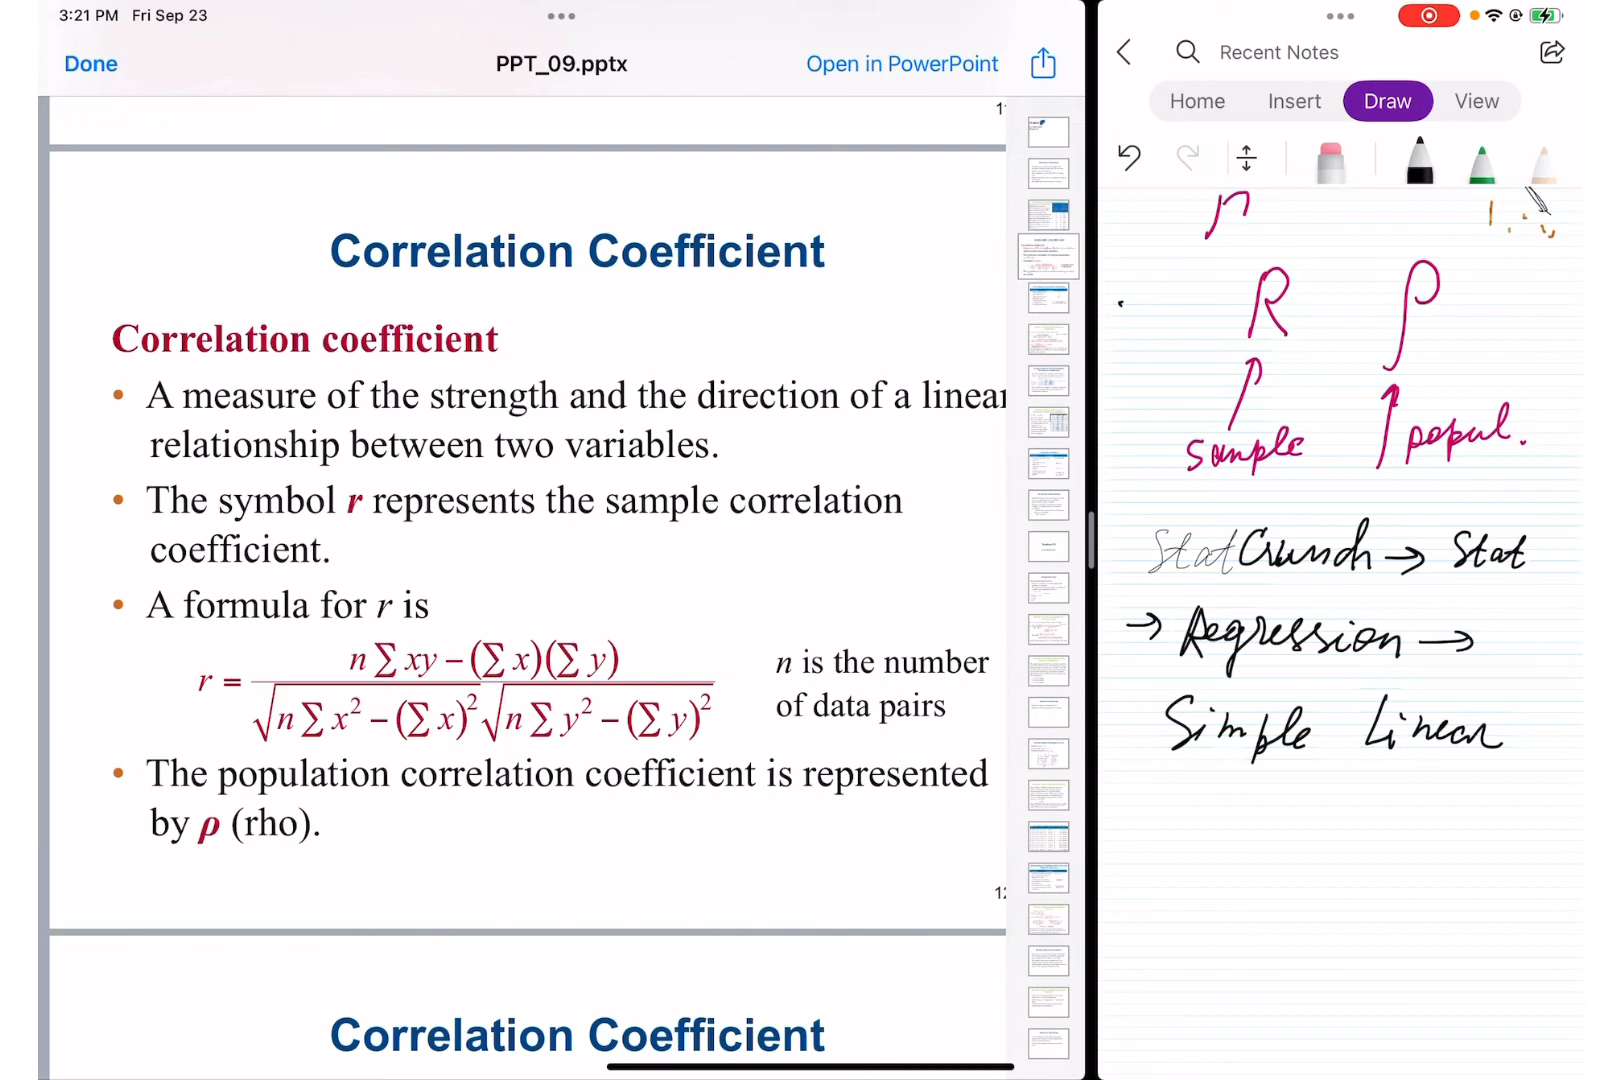 3:21 PM Fri Sep 23
Done PPT_09.pptx Open in PowerPoint
Correlation Coefficient
Correlation coefficient
• A measure of the strength and the direction of a linear
relationship between two variables.
• The symbol r represents the sample correlation
coefficient.
• A formula for r is
r = n ∑ xy − (∑ x)(∑ y) / √n ∑ x² − (∑ x)² √n ∑ y² − (∑ y)²
n is the number
of data pairs
• The population correlation coefficient is represented
by ρ (rho).
Correlation Coefficient
Recent Notes
Home Insert Draw View
R ρ
sample popul.
StatCrunch → Stat
→ Regression →
Simple Linear